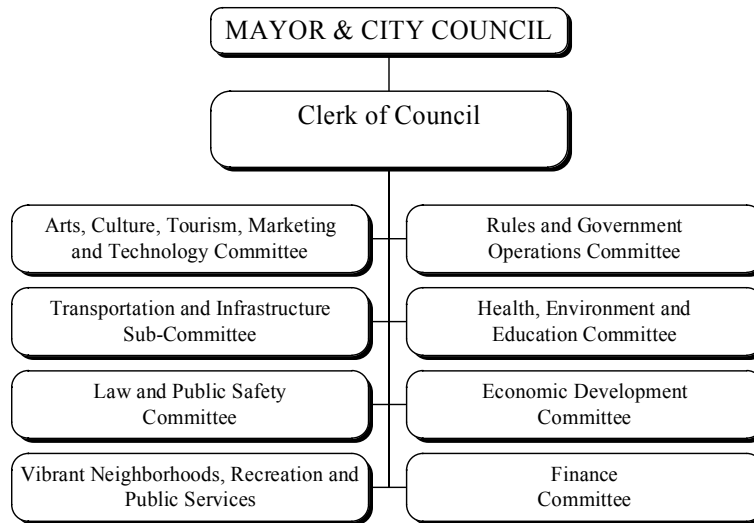 MAYOR & CITY COUNCIL
Clerk of Council
Arts, Culture, Tourism, Marketing
and Technology Committee
Rules and Government
Operations Committee
Transportation and Infrastructure
Sub-Committee
Health, Environment and
Education Committee
Law and Public Safety
Committee
Economic Development
Committee
Vibrant Neighborhoods, Recreation and
Public Services
Finance
Committee